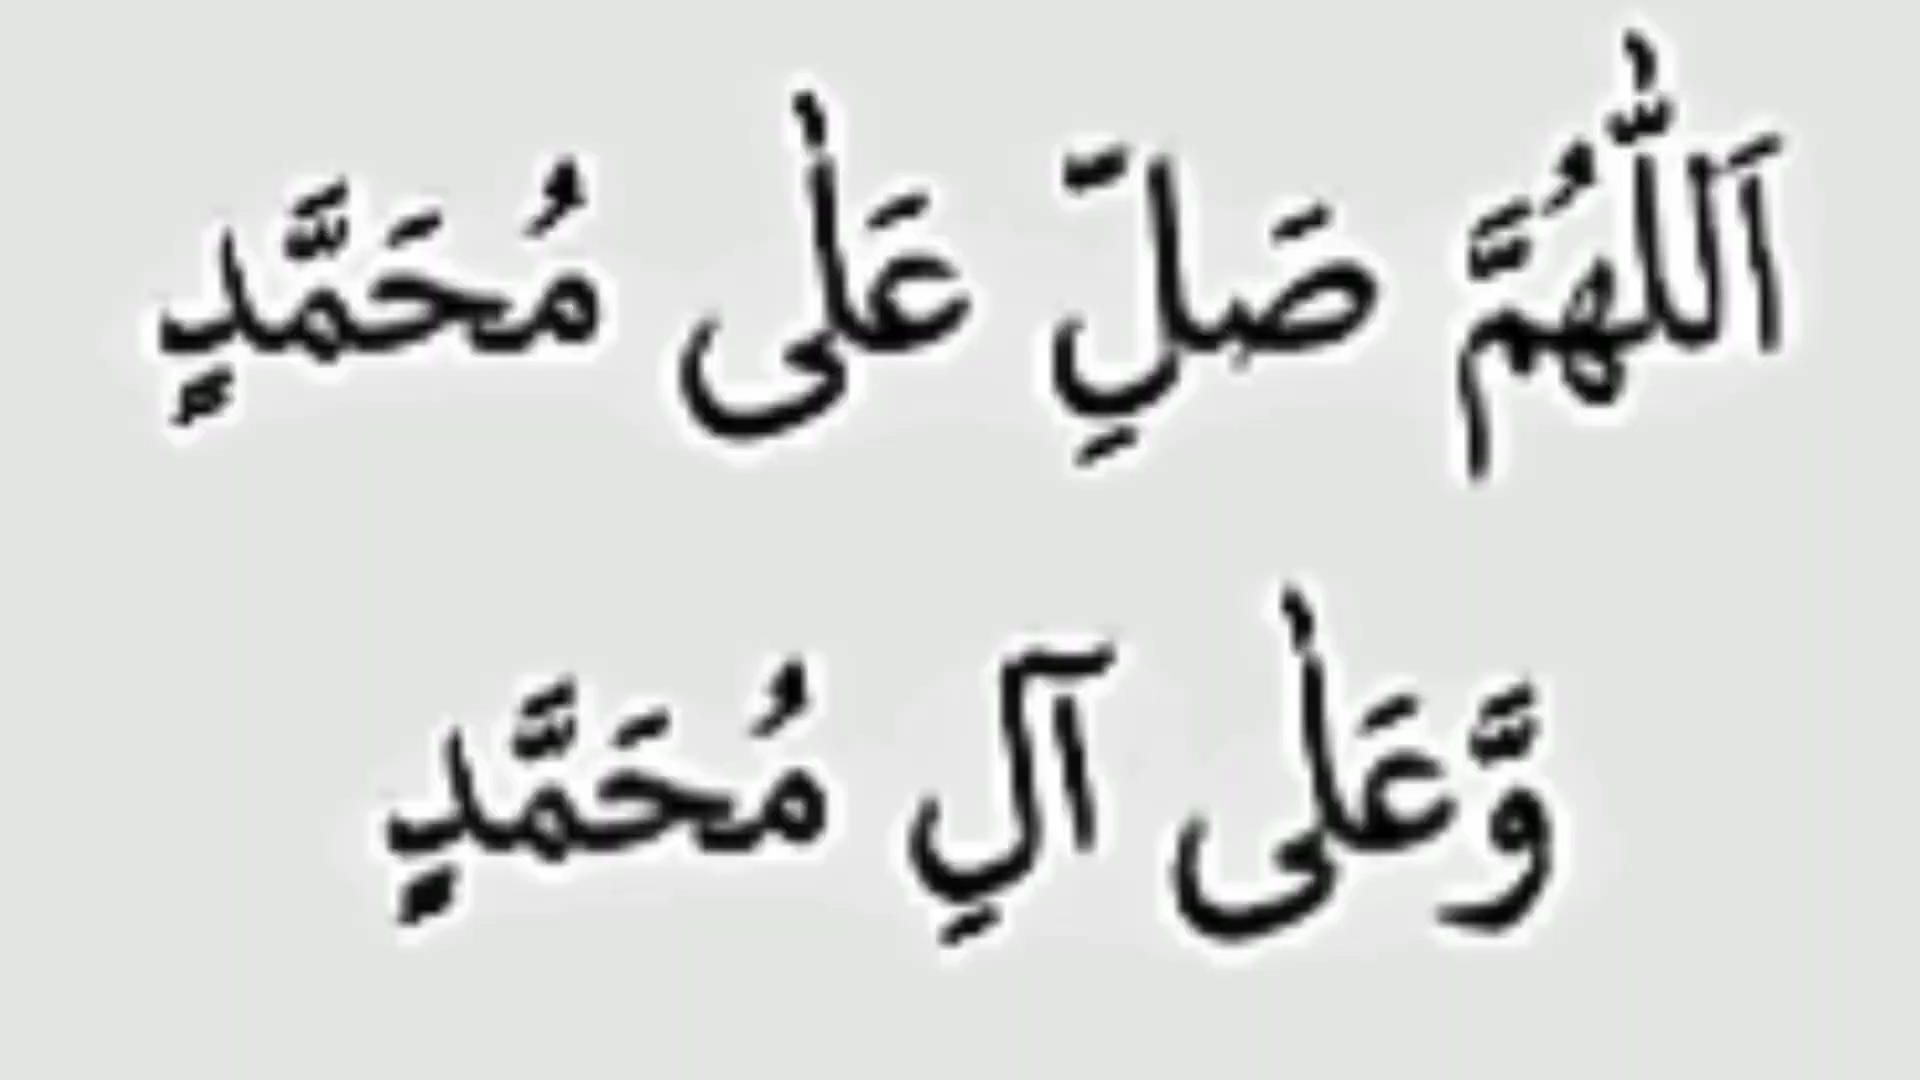 اَللّٰهُمَّ صَلِّ عَلٰى مُحَمَّدٍ
وَّعَلٰى آلِ مُحَمَّدٍ